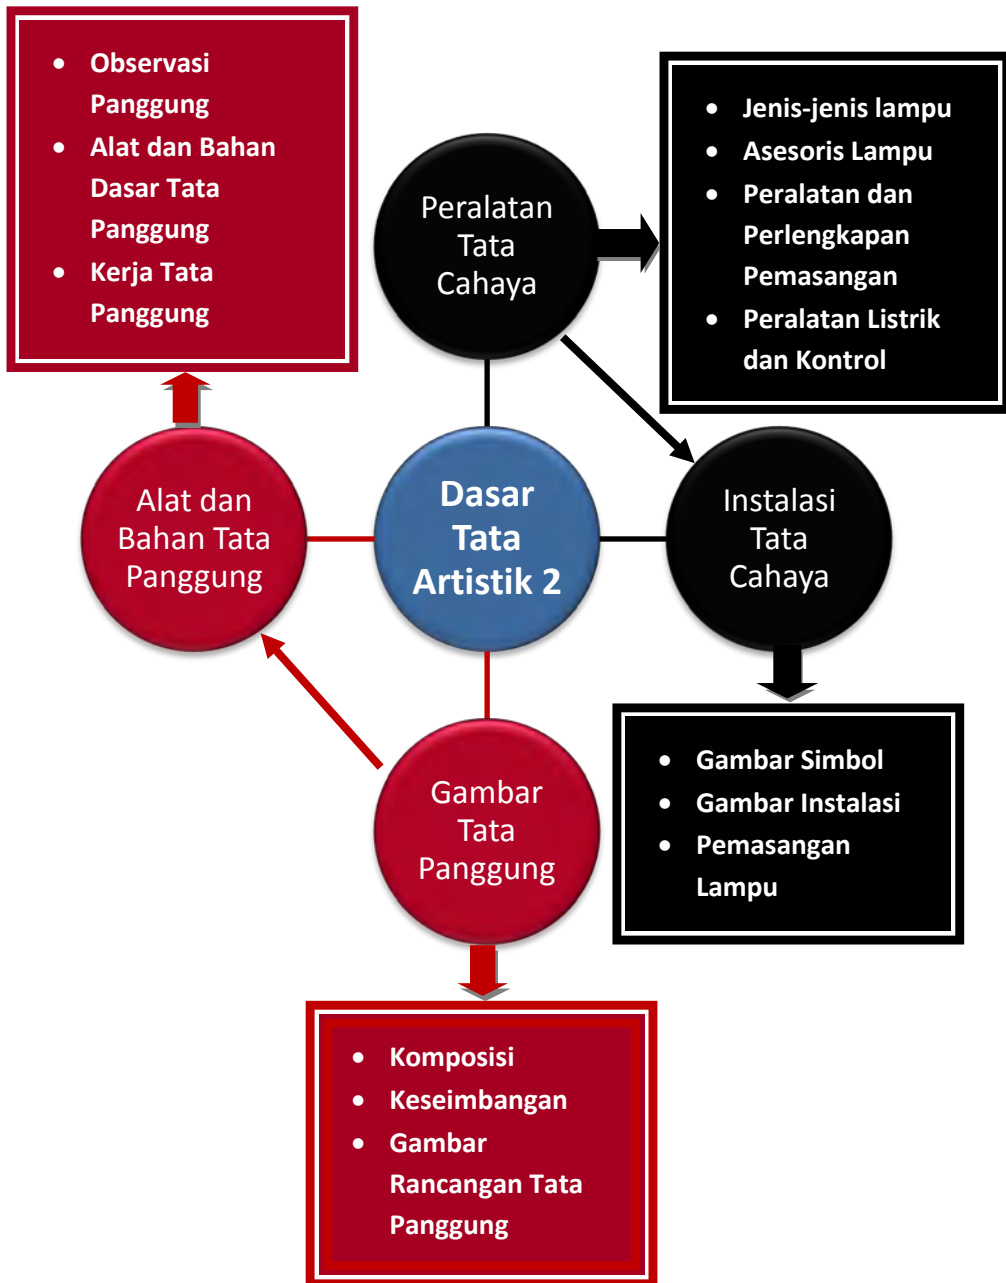 • Observasi
Panggung
• Alat dan Bahan
Dasar Tata
Panggung
• Kerja Tata
Panggung
Peralatan
Tata
Cahaya
• Jenis-jenis lampu
• Asesoris Lampu
• Peralatan dan
Perlengkapan
Pemasangan
• Peralatan Listrik
dan Kontrol
Alat dan
Bahan Tata
Panggung
Dasar
Tata
Artistik 2
Instalasi
Tata
Cahaya
Gambar
Tata
Panggung
• Gambar Simbol
• Gambar Instalasi
• Pemasangan
Lampu
• Komposisi
• Keseimbangan
• Gambar
Rancangan Tata
Panggung